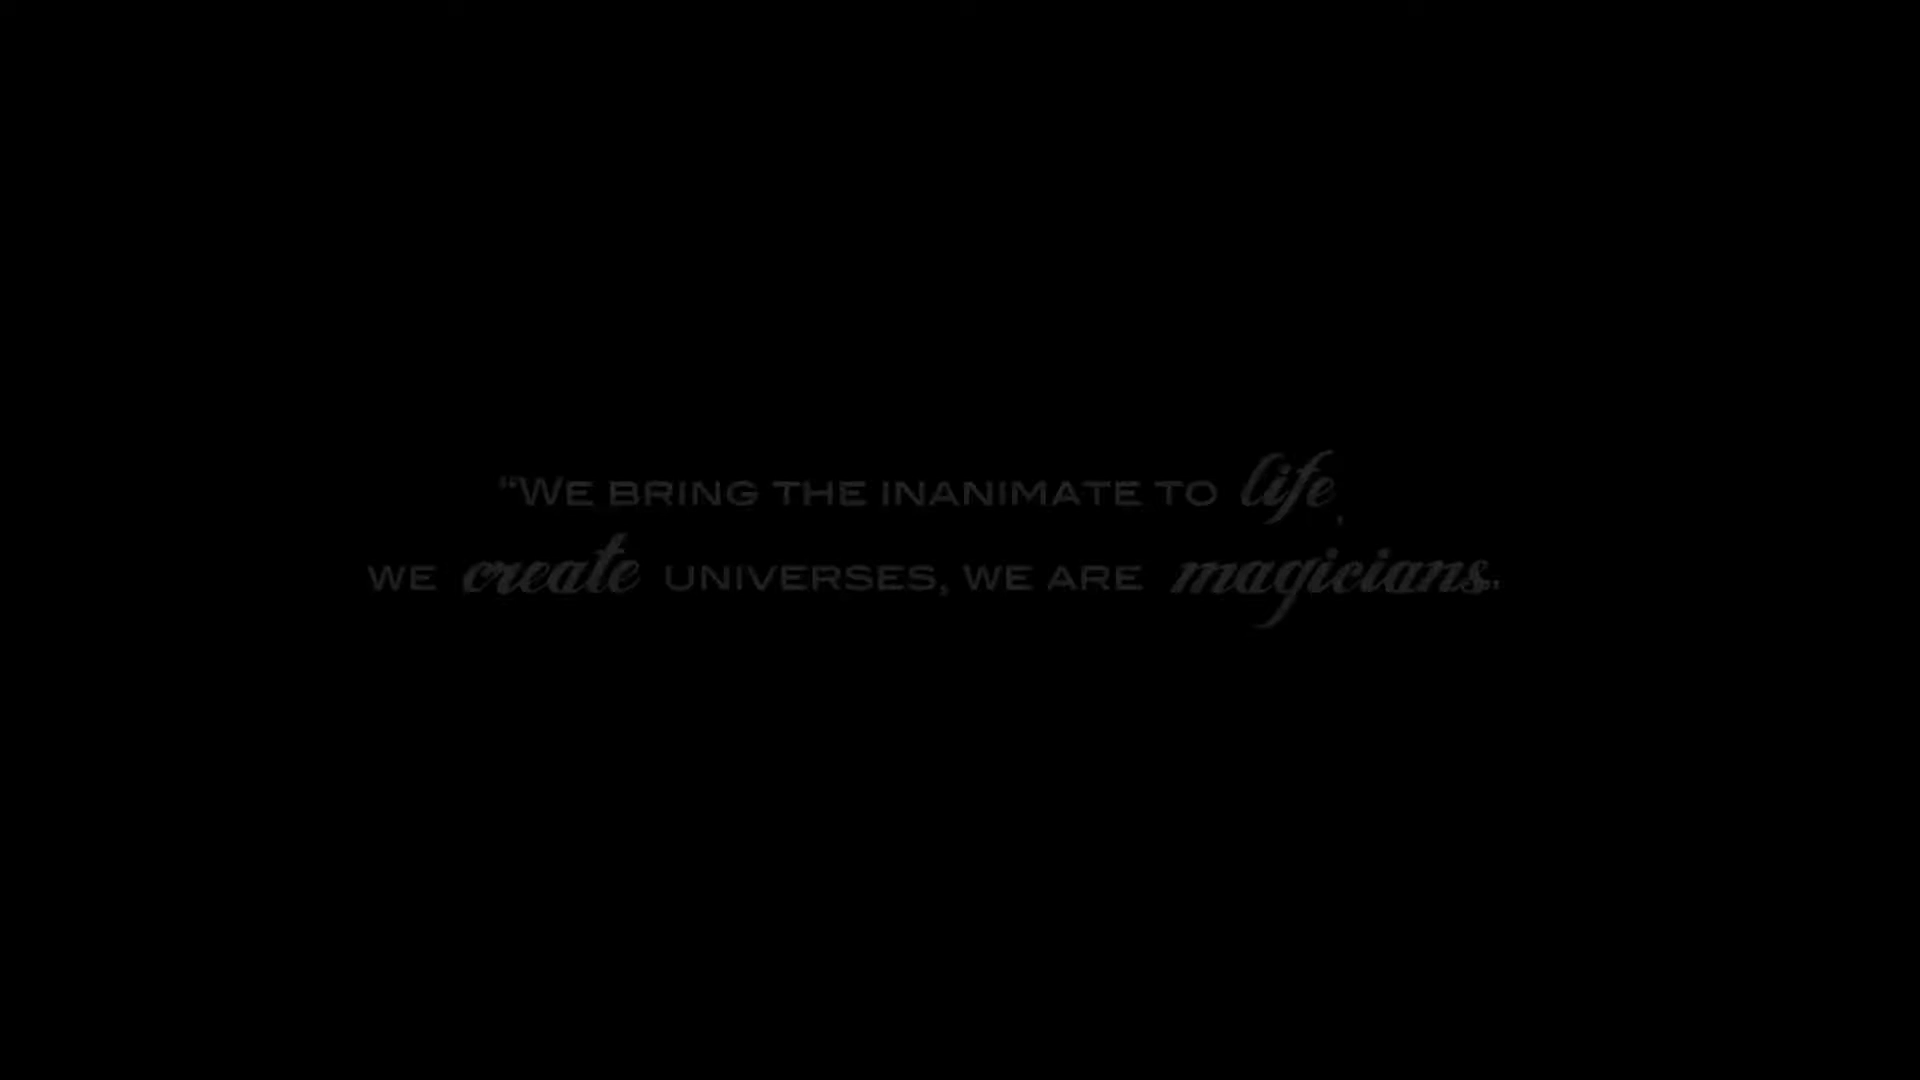 “We bring the inanimate to life,
we create universes, we are magicians.